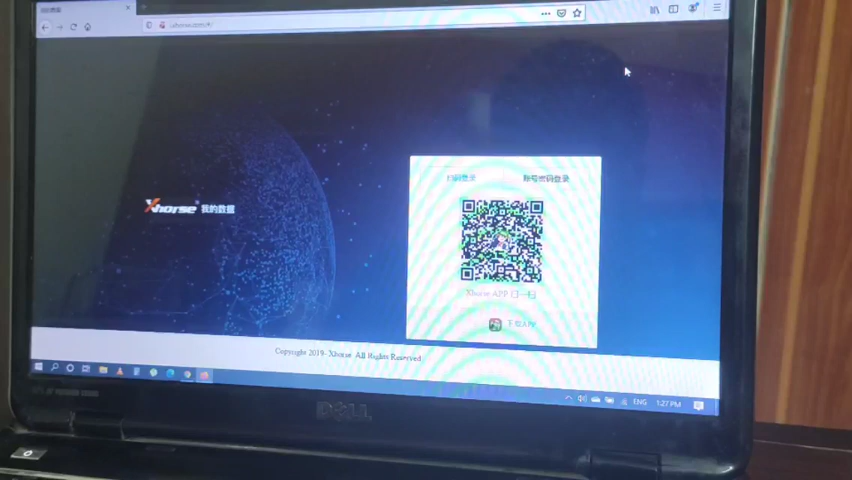 扫码登录 账号密码登录
Xhorse 我的数据
Xhorse APP 扫一扫
下载APP
Copyright 2019- Xhorse All Rights Reserved
ENG 1:27 PM
DELL